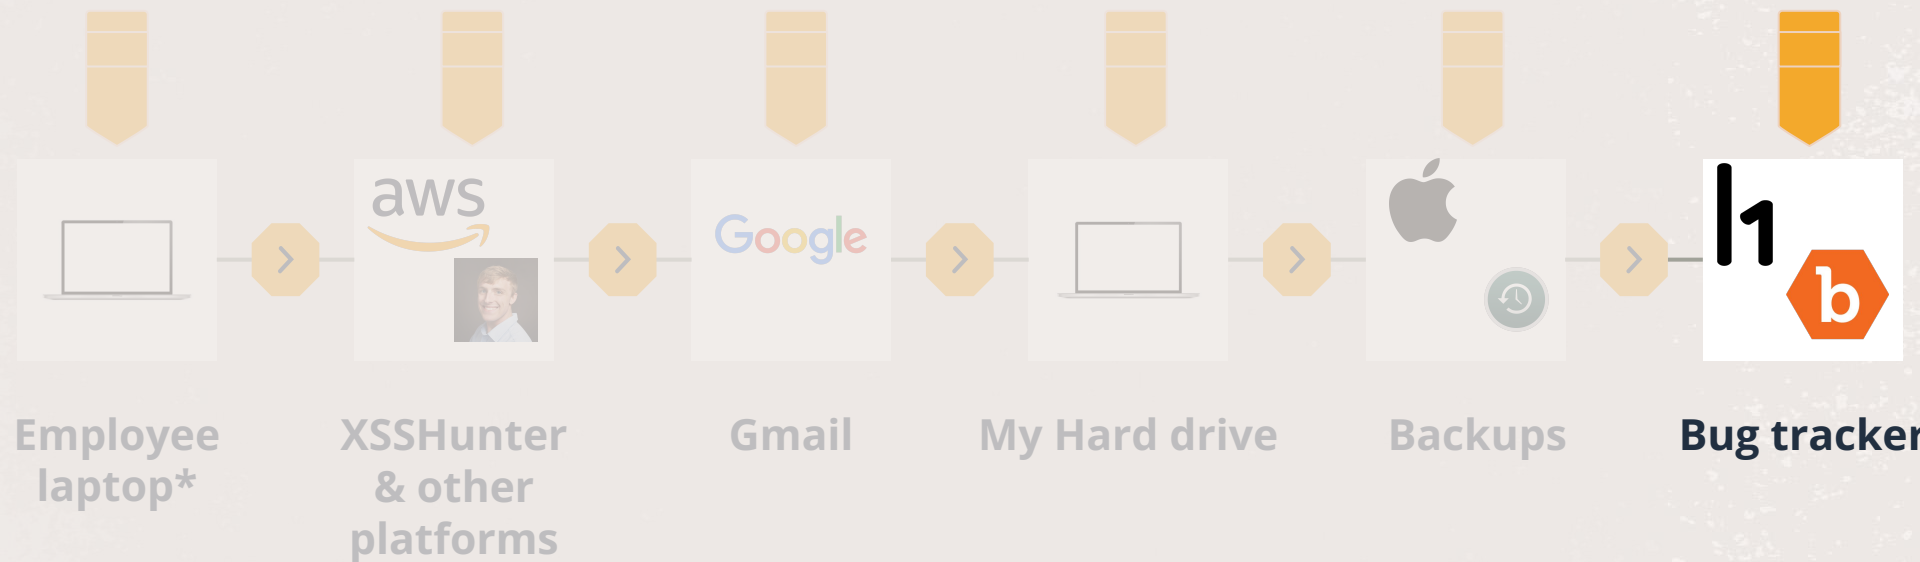 aws
Google
h1
b
Employee
laptop*
XSSHunter
& other
platforms
Gmail
My Hard drive
Backups
Bug tracker